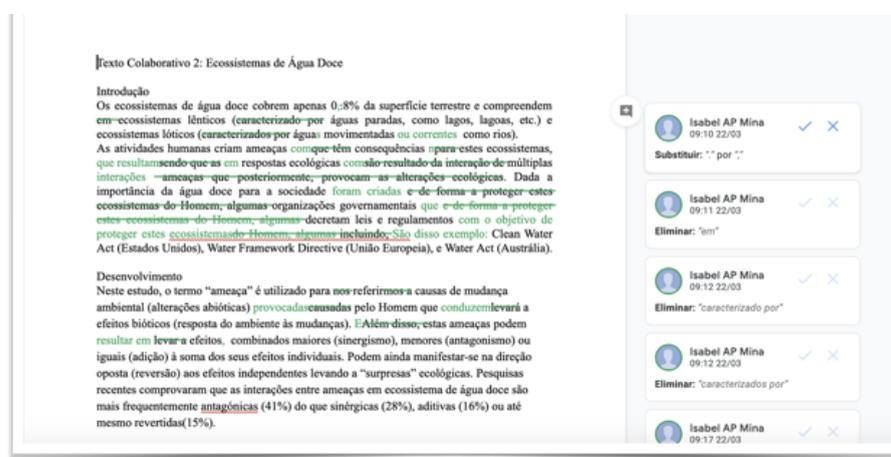 Texto Colaborativo 2: Ecossistemas de Água Doce
Introdução
Os ecossistemas de água doce cobrem apenas 0,.8% da superfície terrestre e compreendem
em ecossistemas lênticos (caracterizado por águas paradas, como lagos, lagoas, etc.) e
ecossistemas lóticos (caracterizados por águas movimentadas ou correntes como rios).
As atividades humanas criam ameaças comque têm consequências npara estes ecossistemas,
que resultamsendo que as em respostas ecológicas comsão resultado da interação de múltiplas
interações ameaças que posteriormente, provocam as alterações ecológicas. Dada a
importância da água doce para a sociedade foram criadas e de forma a proteger estes
ecossistemas do Homem, algumas organizações governamentais que e de forma a proteger
estes ecossistemas do Homem, algumas decretam leis e regulamentos com o objetivo de
proteger estes ecossistemasdo Homem, algumas incluindo, São disso exemplo: Clean Water
Act (Estados Unidos), Water Framework Directive (União Europeia), e Water Act (Austrália).
Desenvolvimento
Neste estudo, o termo "ameaça" é utilizado para nos referirmos a causas de mudança
ambiental (alterações abióticas) provocadascausadas pelo Homem que conduzemlevará a
efeitos bióticos (resposta do ambiente às mudanças). EAlém disso, estas ameaças podem
resultar em levar a efeitos, combinados maiores (sinergismo), menores (antagonismo) ou
iguais (adição) à soma dos seus efeitos individuais. Podem ainda manifestar-se na direção
oposta (reversão) aos efeitos independentes levando a "surpresas" ecológicas. Pesquisas
recentes comprovaram que as interações entre ameaças em ecossistema de água doce são
mais frequentemente antagónicas (41%) do que sinérgicas (28%), aditivas (16%) ou até
mesmo revertidas(15%).
Isabel AP Mina
09:10 22/03
Substituir: "." por ","
Isabel AP Mina
09:11 22/03
Eliminar: "em"
Isabel AP Mina
09:12 22/03
Eliminar: "caracterizado por"
Isabel AP Mina
09:12 22/03
Eliminar: "caracterizados por"
Isabel AP Mina
09:17 22/03